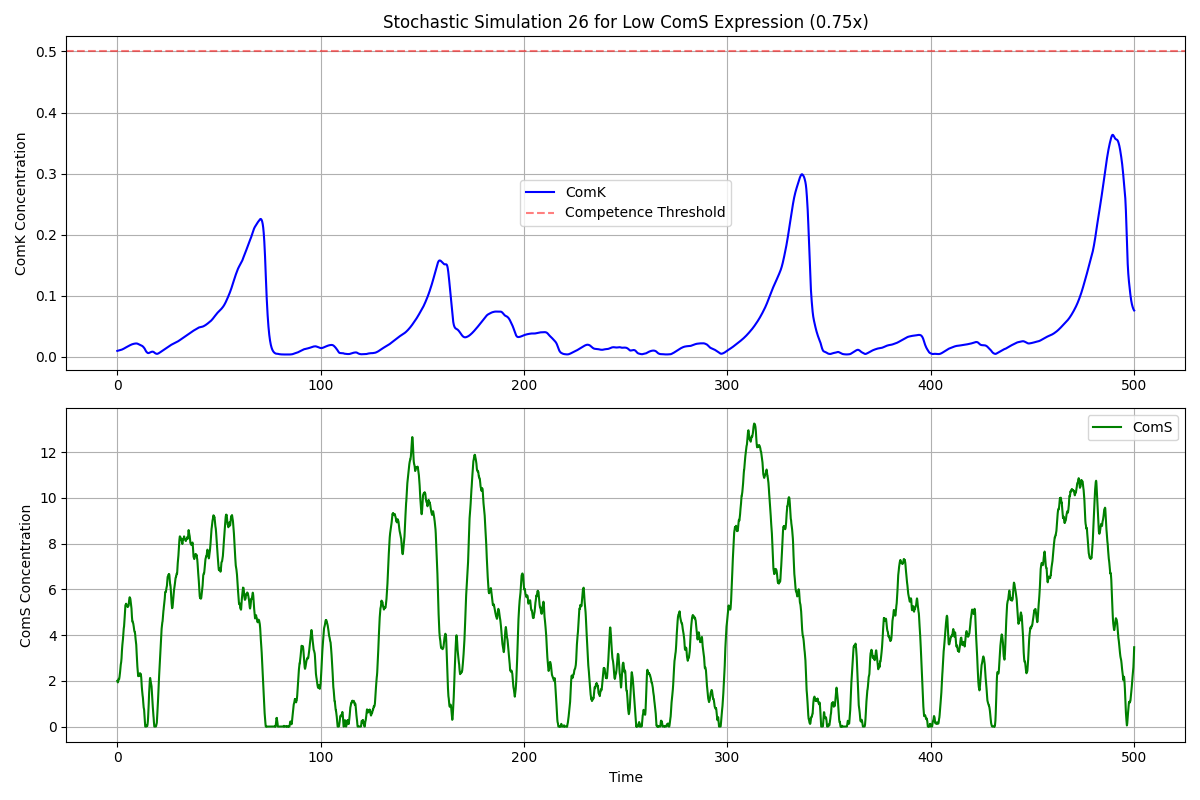 Stochastic Simulation 26 for Low ComS Expression (0.75x)
0.5
0.4
0.3
0.2
0.1
0.0
ComK Concentration
ComK
Competence Threshold
0 100 200 300 400 500
12
10
8
6
4
2
0
ComS Concentration
ComS
0 100 200 300 400 500
Time